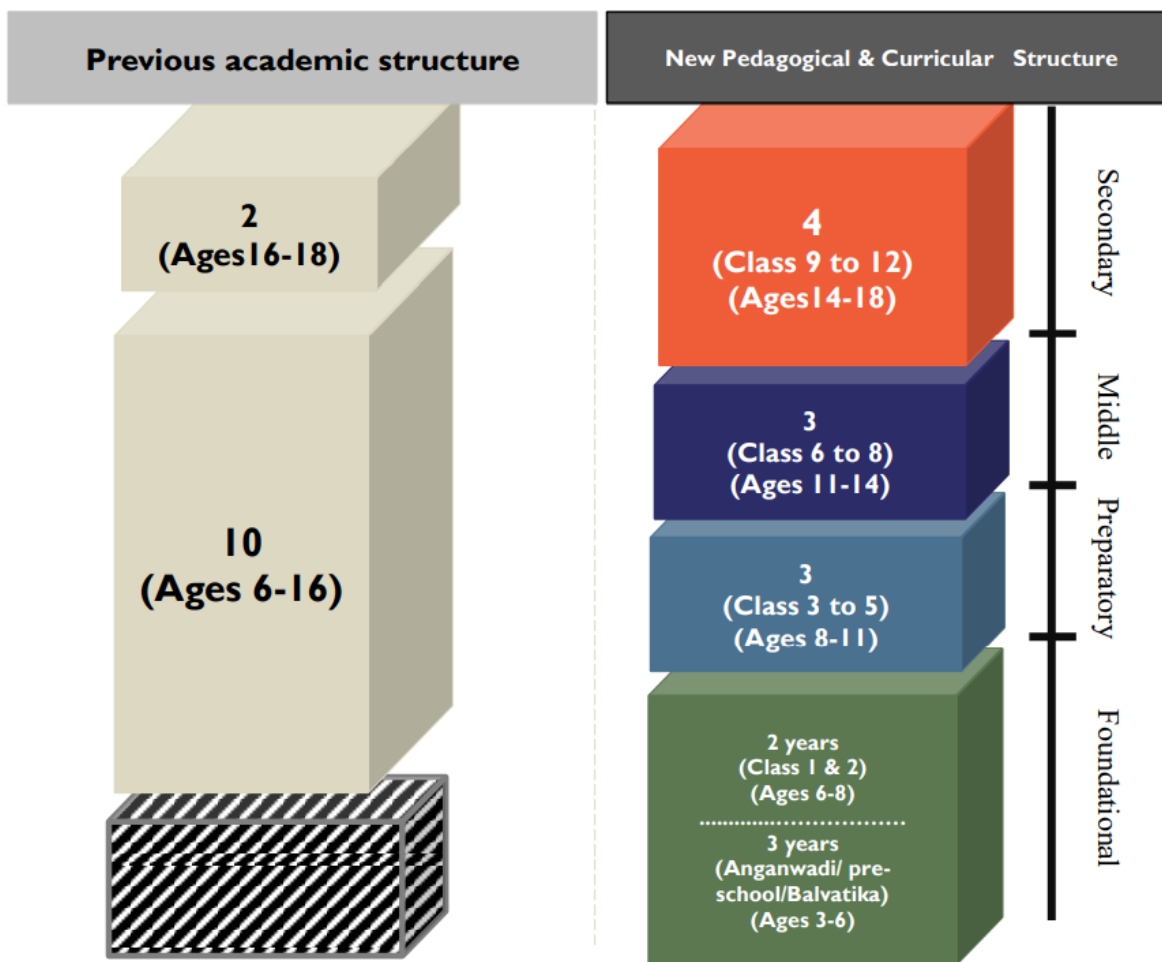 Previous academic structure
2
(Ages16-18)
10
(Ages 6-16)
New Pedagogical & Curricular Structure
4
(Class 9 to 12)
(Ages14-18)
3
(Class 6 to 8)
(Ages 11-14)
3
(Class 3 to 5)
(Ages 8-11)
2 years
(Class 1 & 2)
(Ages 6-8)
................................
3 years
(Anganwadi/ pre-
school/Balvatika)
(Ages 3-6)
Secondary
Middle
Preparatory
Foundational